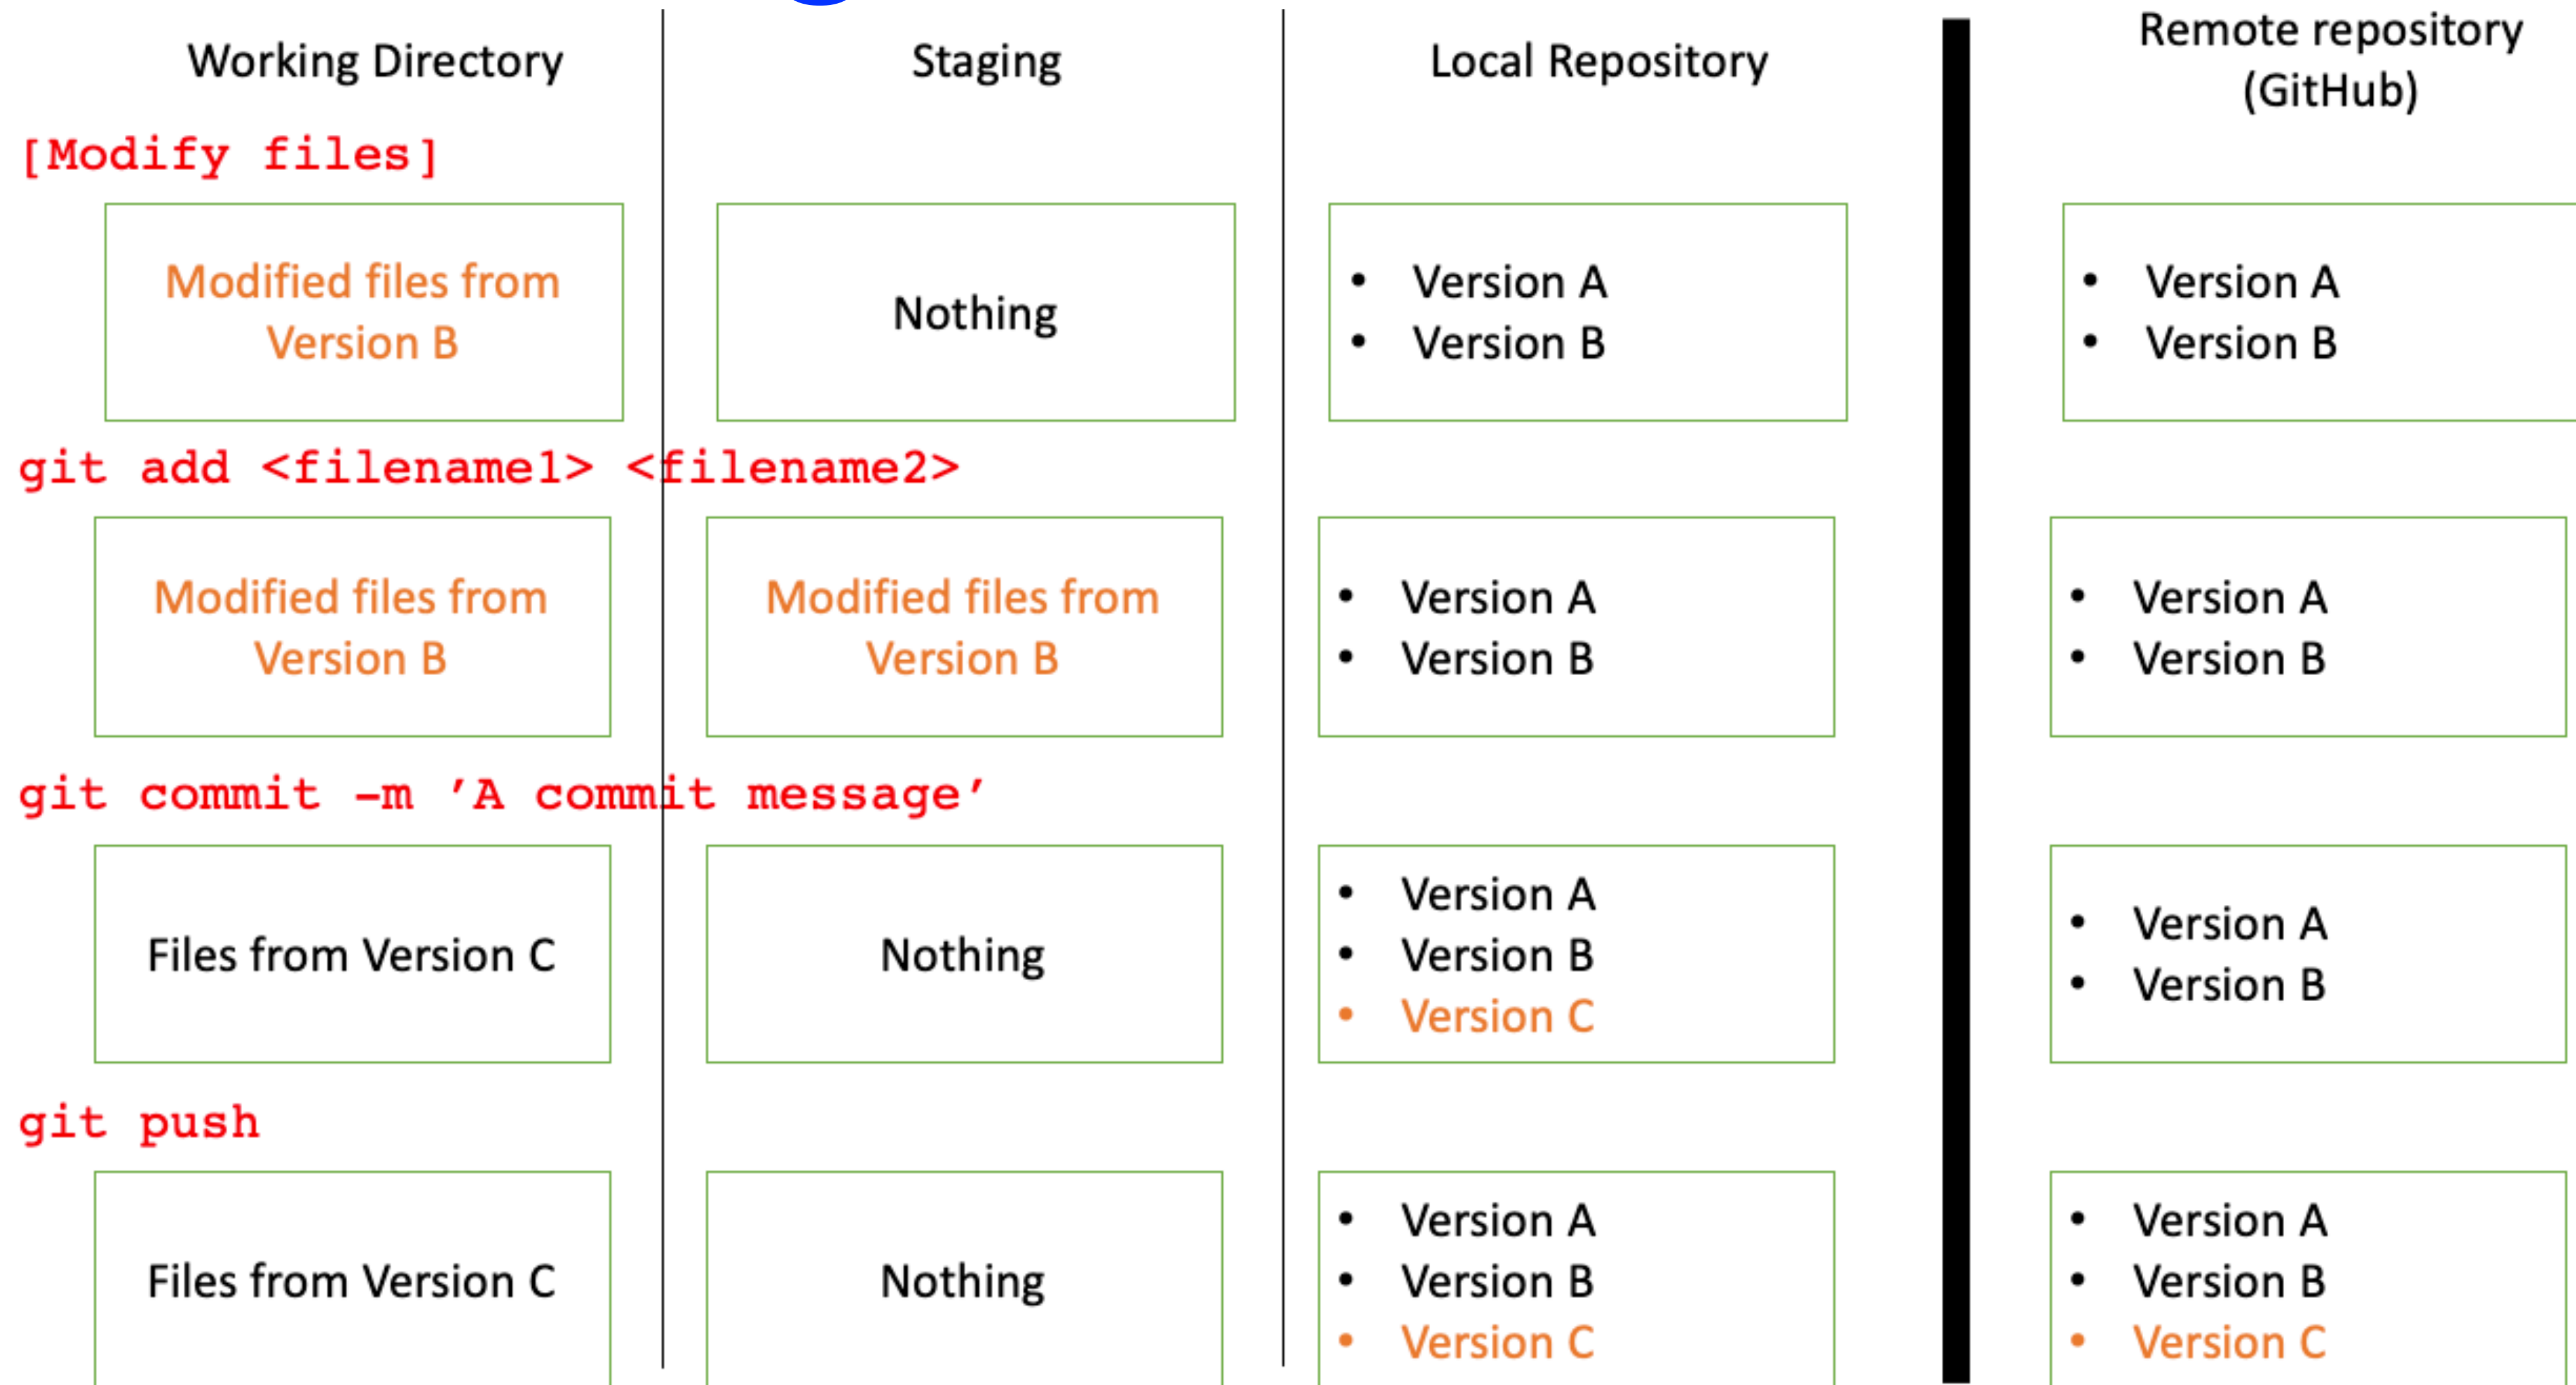 Working Directory
Staging
Local Repository
Remote repository
(GitHub)
[Modify files]
Modified files from
Version B
Nothing
• Version A
• Version B
• Version A
• Version B
git add <filename1> <filename2>
Modified files from
Version B
Modified files from
Version B
• Version A
• Version B
• Version A
• Version B
git commit –m ’A commit message’
Files from Version C
Nothing
• Version A
• Version B
• Version C
• Version A
• Version B
git push
Files from Version C
Nothing
• Version A
• Version B
• Version C
• Version A
• Version B
• Version C